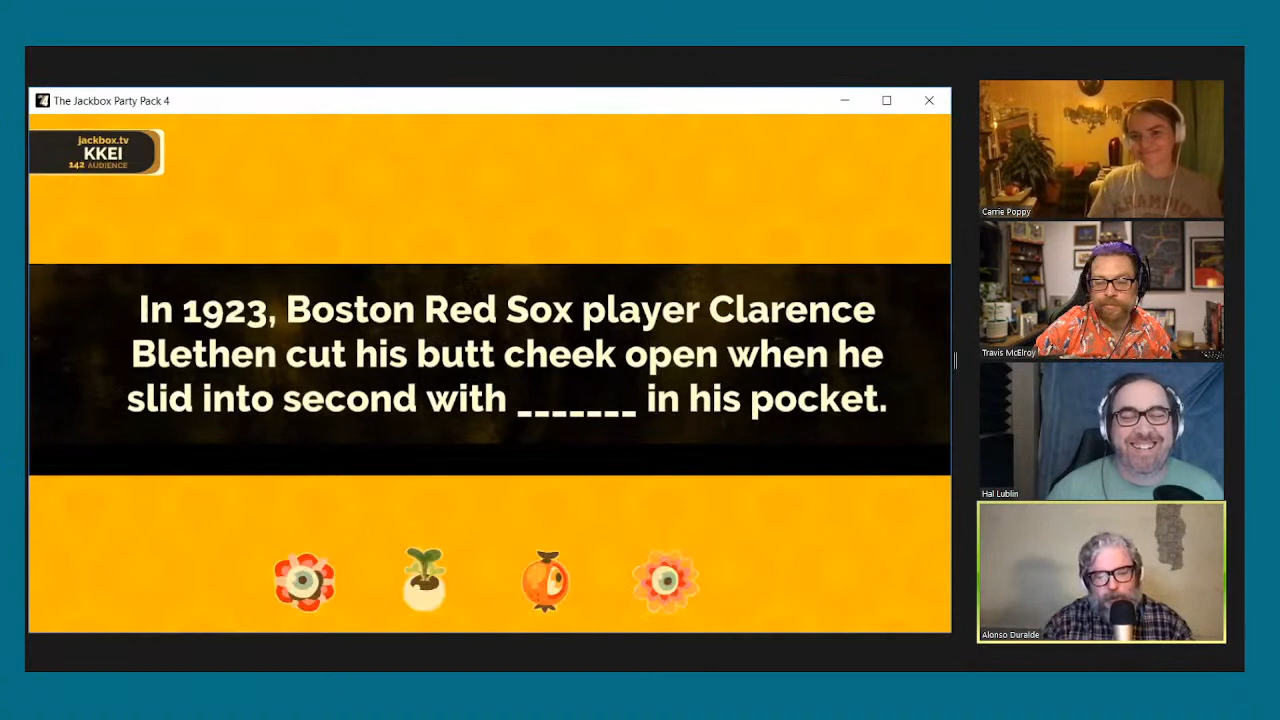 The Jackbox Party Pack 4
jackbox.tv
KKEI
142 AUDIENCE
In 1923, Boston Red Sox player Clarence
Blethen cut his butt cheek open when he
slid into second with _______ in his pocket.
Carrie Poppy
Travis McElroy
Hal Lublin
Alonso Duralde